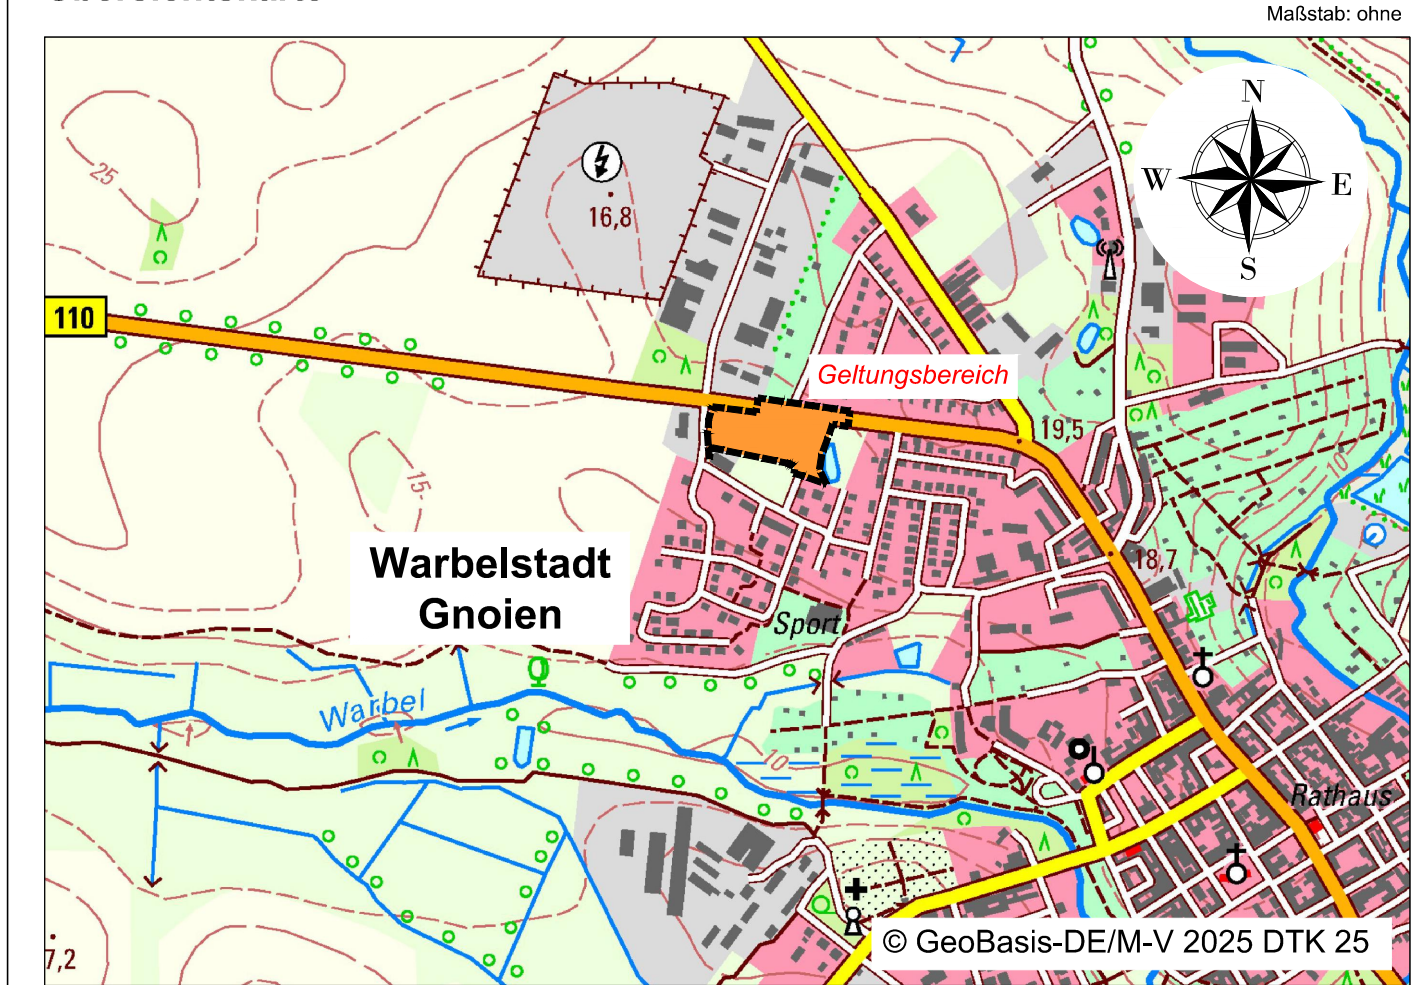 Maßstab: ohne
N
W E
S
25
16,8
110
Geltungsbereich
19,5
15
10
Warbelstadt
Gnoien
18,7
Sport
Warbel
10
Rathaus
7,2
© GeoBasis-DE/M-V 2025 DTK 25